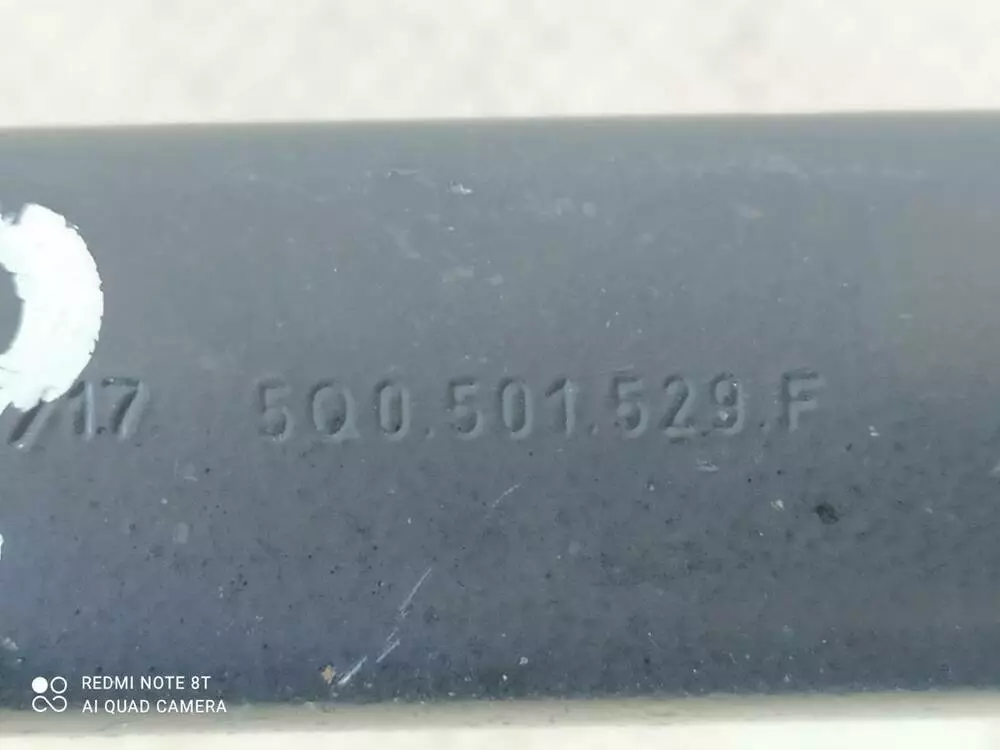 /17 5Q0.501.529.F
REDMI NOTE 8T
AI QUAD CAMERA